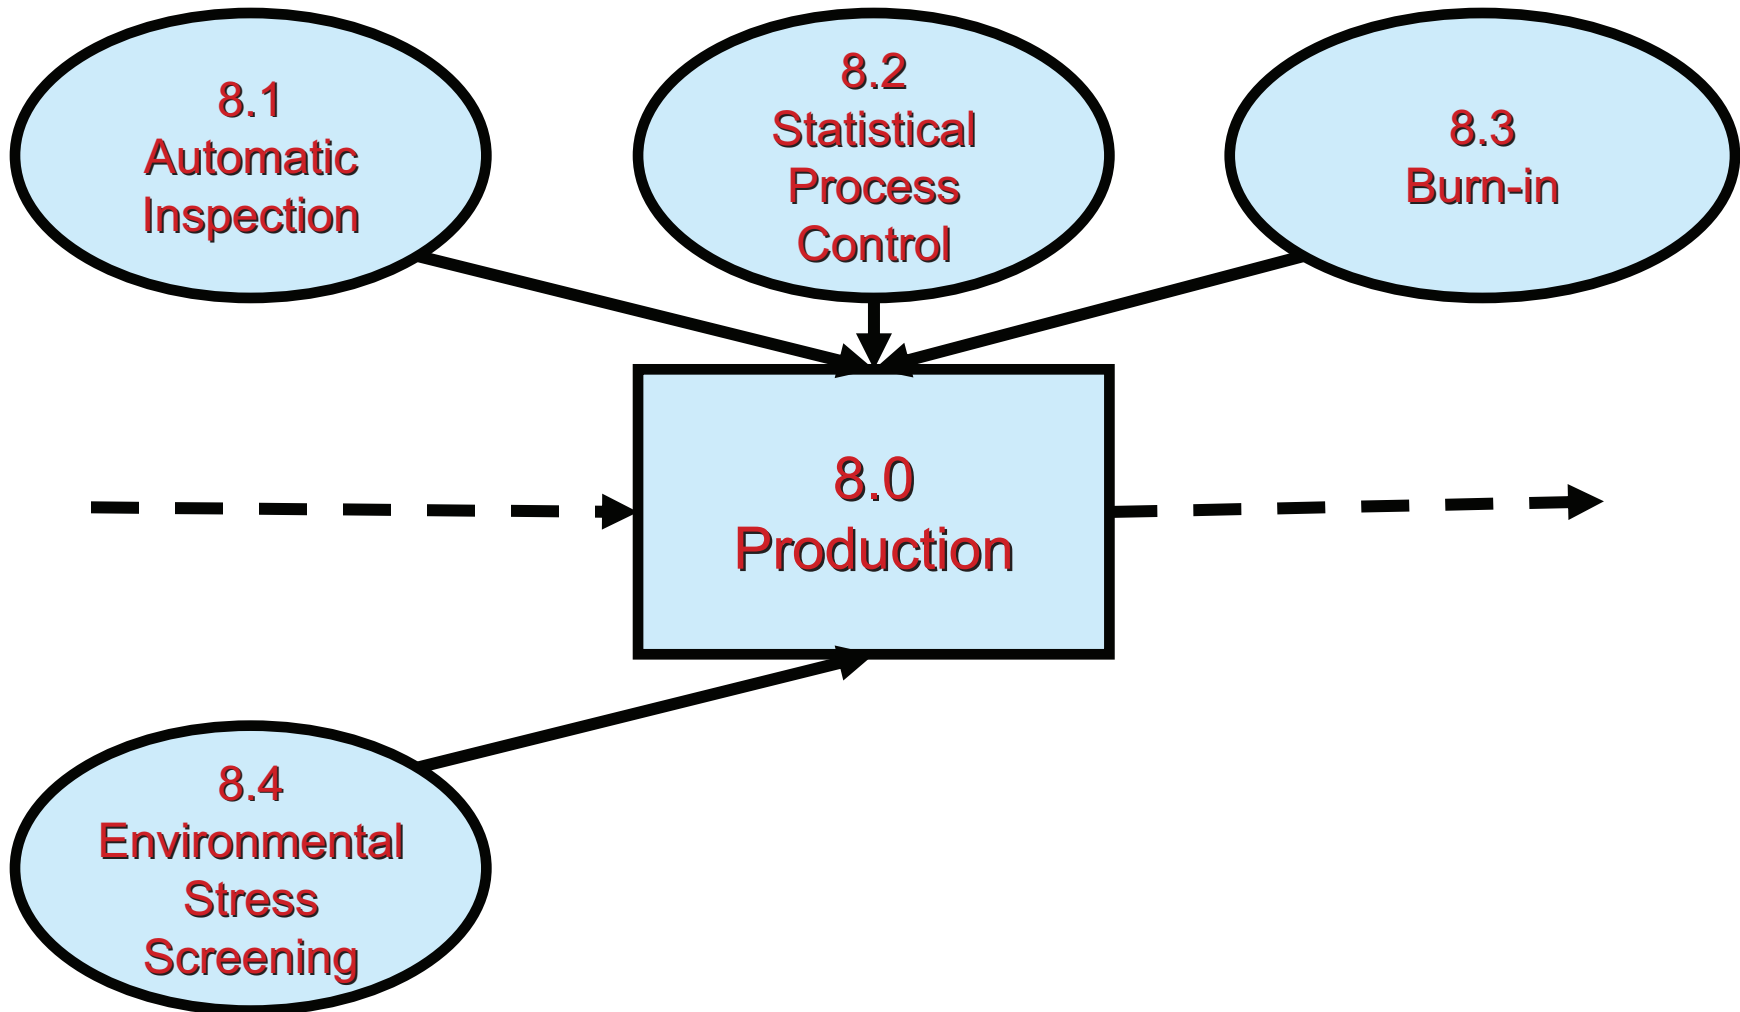 8.1
Automatic
Inspection
8.2
Statistical
Process
Control
8.3
Burn-in
8.0
Production
8.4
Environmental
Stress
Screening